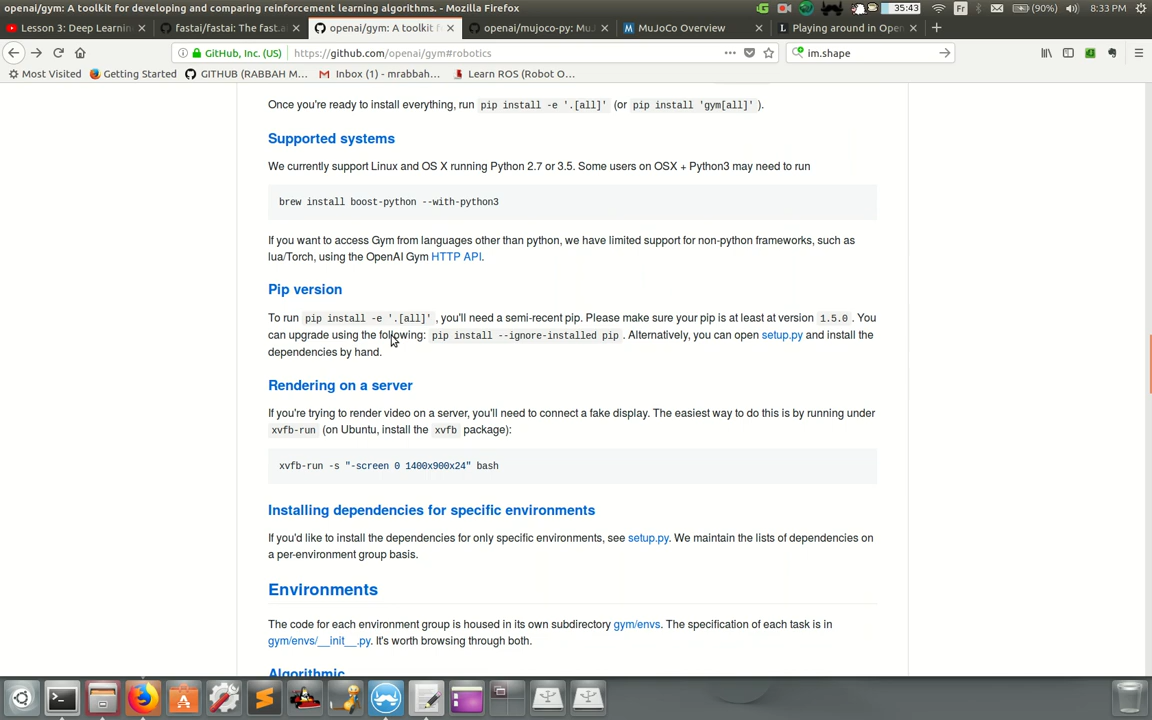 openai/gym: A toolkit for developing and comparing reinforcement learning algorithms. - Mozilla Firefox
35:43 Fr (90%) 8:33 PM
Lesson 3: Deep Learnin
fastai/fastai: The fast.a
openai/gym: A toolkit f
openai/mujoco-py: Mu
MuJoCo Overview
Playing around in Open
GitHub, Inc. (US) https://github.com/openai/gym#robotics
im.shape
Most Visited Getting Started GITHUB (RABBAH M... Inbox (1) - mrabbah... Learn ROS (Robot O...
Once you're ready to install everything, run pip install -e '.[all]' (or pip install 'gym[all]' ).
Supported systems
We currently support Linux and OS X running Python 2.7 or 3.5. Some users on OSX + Python3 may need to run
brew install boost-python --with-python3
If you want to access Gym from languages other than python, we have limited support for non-python frameworks, such as
lua/Torch, using the OpenAI Gym HTTP API.
Pip version
To run pip install -e '.[all]' , you'll need a semi-recent pip. Please make sure your pip is at least at version 1.5.0 . You
can upgrade using the following: pip install --ignore-installed pip . Alternatively, you can open setup.py and install the
dependencies by hand.
Rendering on a server
If you're trying to render video on a server, you'll need to connect a fake display. The easiest way to do this is by running under
xvfb-run (on Ubuntu, install the xvfb package):
xvfb-run -s "-screen 0 1400x900x24" bash
Installing dependencies for specific environments
If you'd like to install the dependencies for only specific environments, see setup.py. We maintain the lists of dependencies on
a per-environment group basis.
Environments
The code for each environment group is housed in its own subdirectory gym/envs. The specification of each task is in
gym/envs/__init__.py. It's worth browsing through both.
Algorithmic